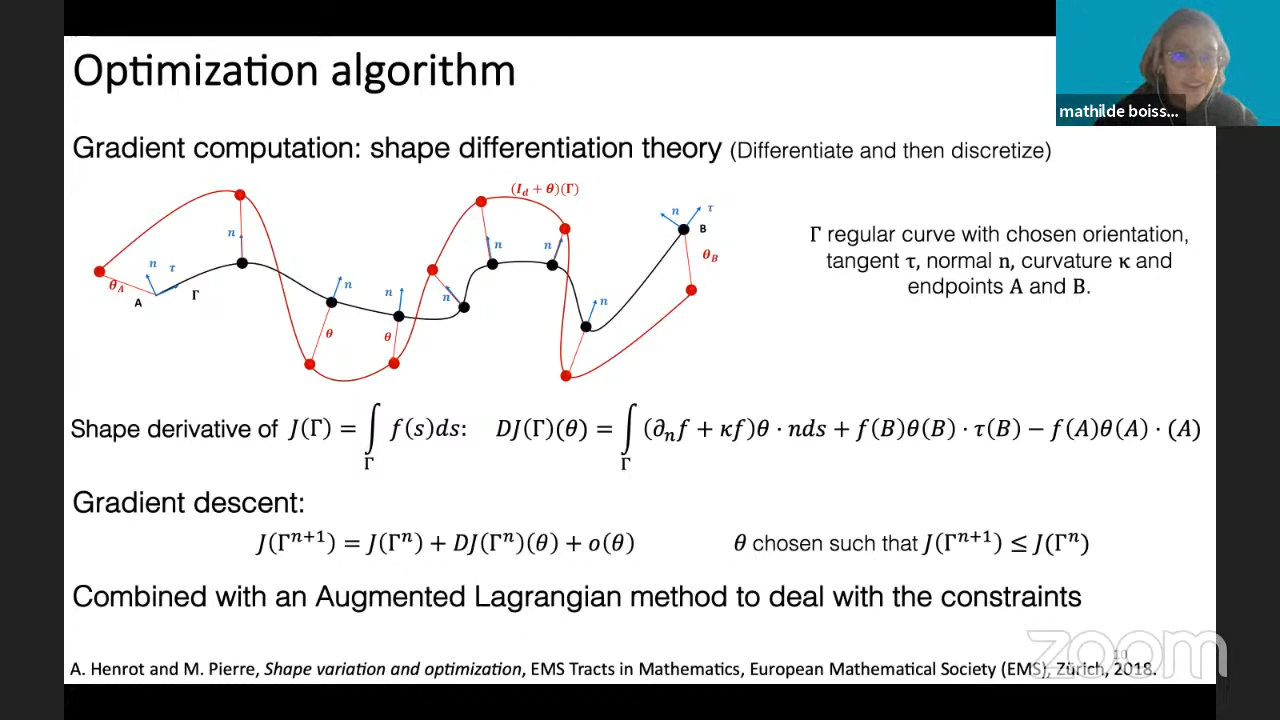 Optimization algorithm
mathilde boiss...
Gradient computation: shape differentiation theory (Differentiate and then discretize)
(I_d + θ)(Γ)
n n τ
n B
n n θ_B
n τ
θ_A Γ n n n n
A
θ θ
Γ regular curve with chosen orientation,
tangent τ, normal n, curvature κ and
endpoints A and B.
Shape derivative of J(Γ) = ∫_Γ f(s)ds: DJ(Γ)(θ) = ∫_Γ (∂_n f + κf)θ · nds + f(B)θ(B) · τ(B) − f(A)θ(A) · (A)
Gradient descent:
J(Γ^{n+1}) = J(Γ^n) + DJ(Γ^n)(θ) + o(θ) θ chosen such that J(Γ^{n+1}) ≤ J(Γ^n)
Combined with an Augmented Lagrangian method to deal with the constraints
zoom
10
A. Henrot and M. Pierre, Shape variation and optimization, EMS Tracts in Mathematics, European Mathematical Society (EMS), Zürich, 2018.